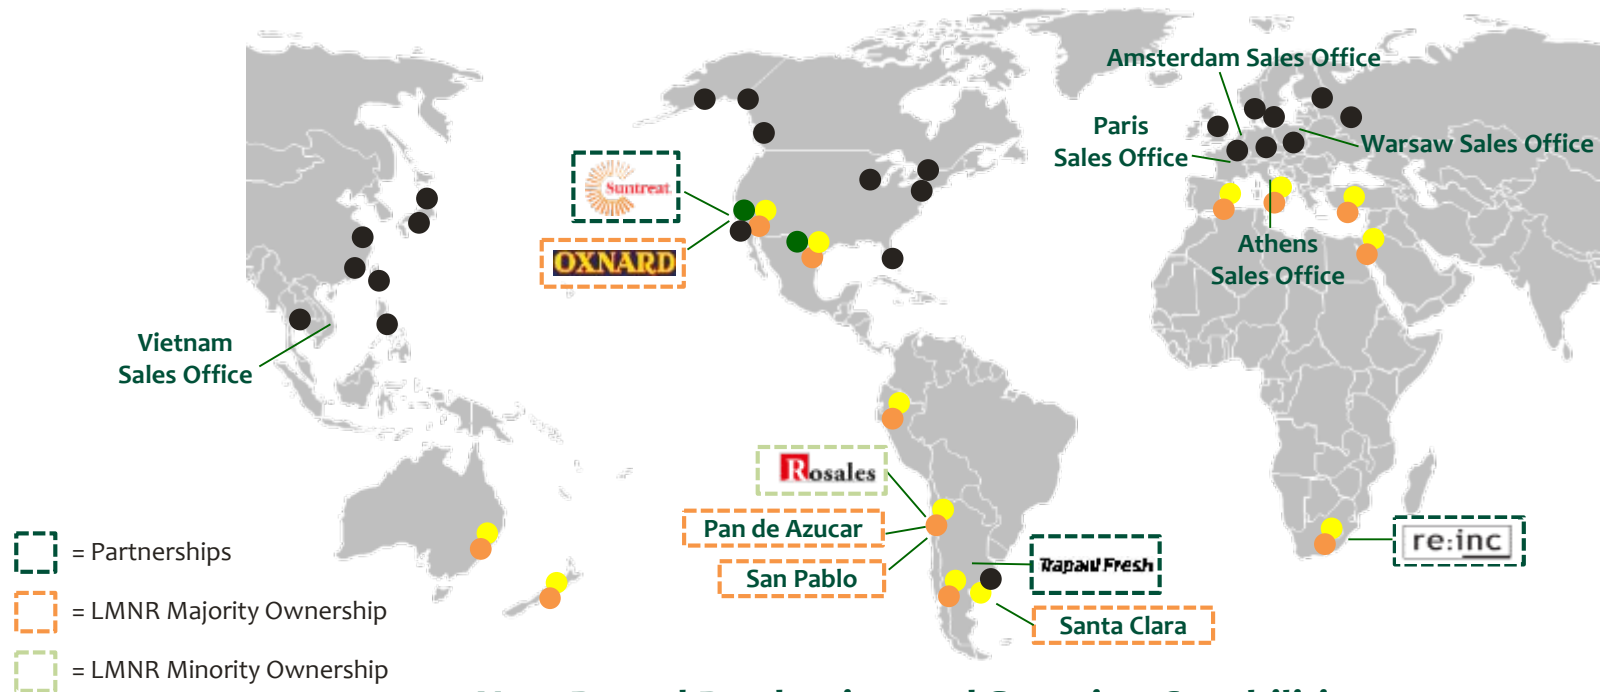 Amsterdam Sales Office
Paris
Sales Office
Warsaw Sales Office
Suntreat
OXNARD
Athens
Sales Office
Vietnam
Sales Office
Rosales
Pan de Azucar
San Pablo
Fresh
re:inc
Santa Clara
= Partnerships
= LMNR Majority Ownership
= LMNR Minority Ownership